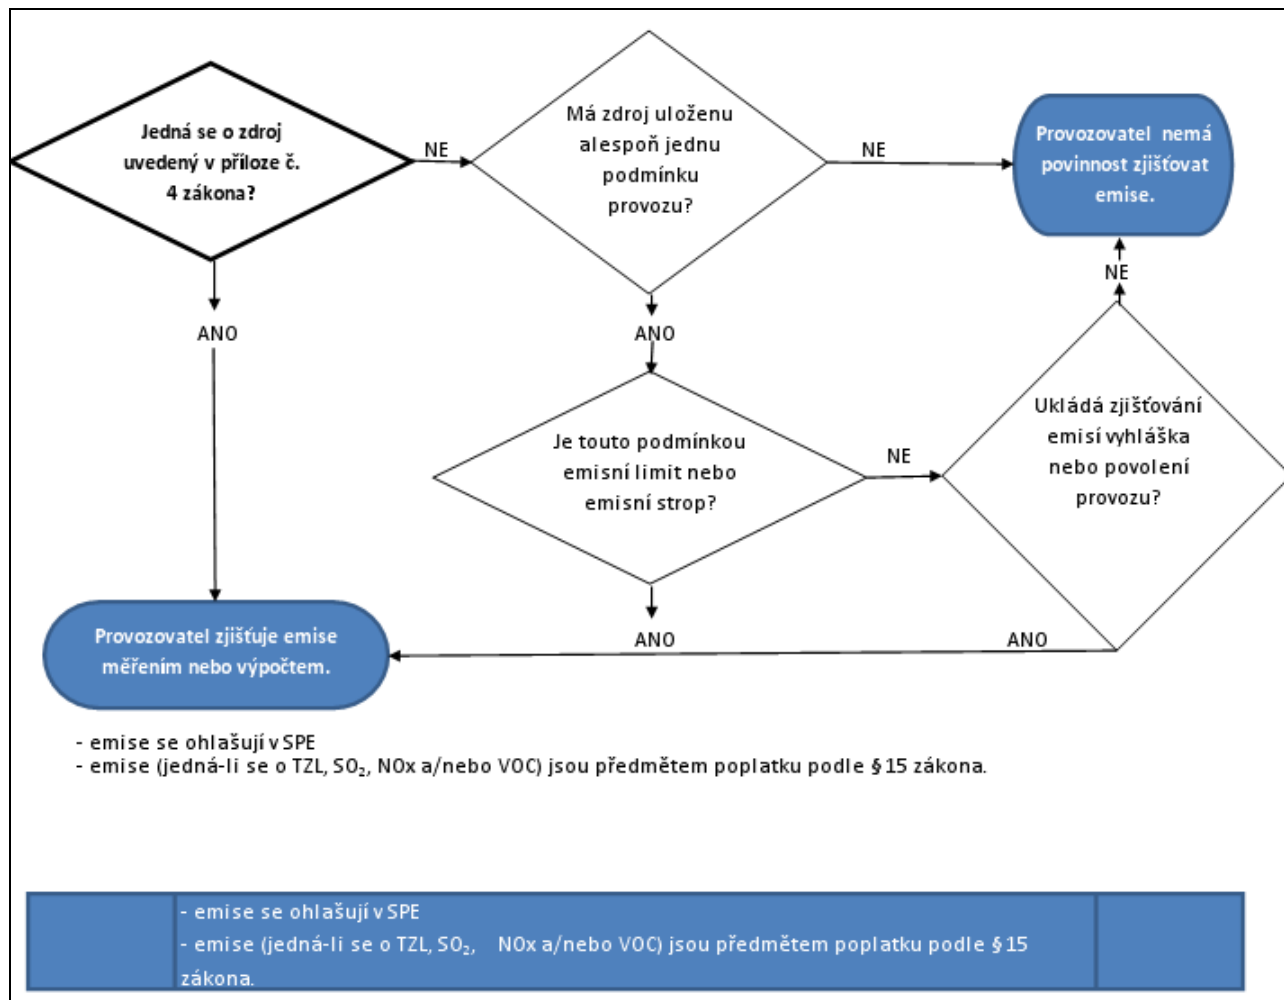 Jedná se o zdroj
uvedený v příloze č.
4 zákona?
NE
Má zdroj uloženu
alespoň jednu
podmínku
provozu?
NE
Provozovatel nemá
povinnost zjišťovat
emise.
NE
ANO
ANO
Je touto podmínkou
emisní limit nebo
emisní strop?
NE
Ukládá zjišťování
emisí vyhláška
nebo povolení
provozu?
Provozovatel zjišťuje emise
měřením nebo výpočtem.
ANO
ANO
- emise se ohlašují v SPE
- emise (jedná-li se o TZL, SO₂, NOx a/nebo VOC) jsou předmětem poplatku podle § 15 zákona.
- emise se ohlašují v SPE
- emise (jedná-li se o TZL, SO₂, NOx a/nebo VOC) jsou předmětem poplatku podle § 15
zákona.